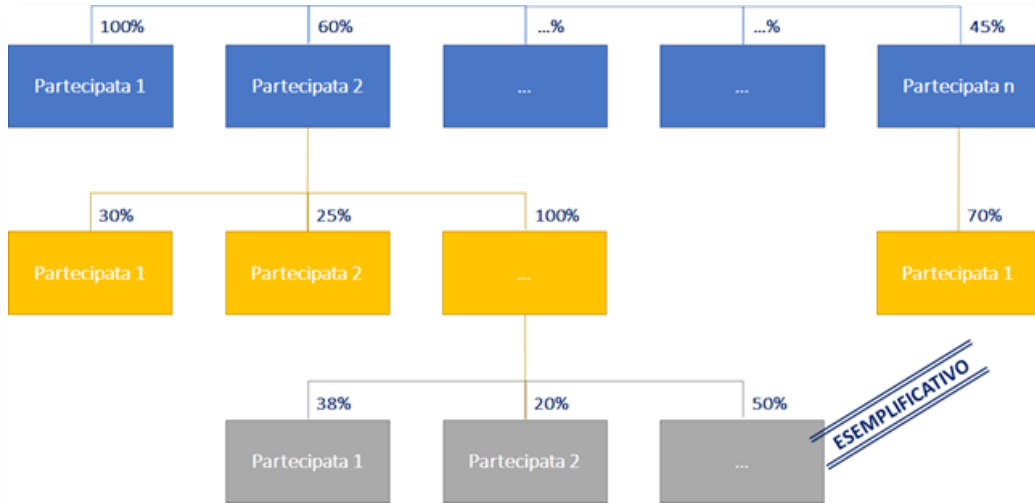 100% 60% ...% ...% 45%
Partecipata 1 Partecipata 2 ... ... Partecipata n
30% 25% 100% 70%
Partecipata 1 Partecipata 2 ... Partecipata 1
ESEMPLIFICATIVO
38% 20% 50%
Partecipata 1 Partecipata 2 ...